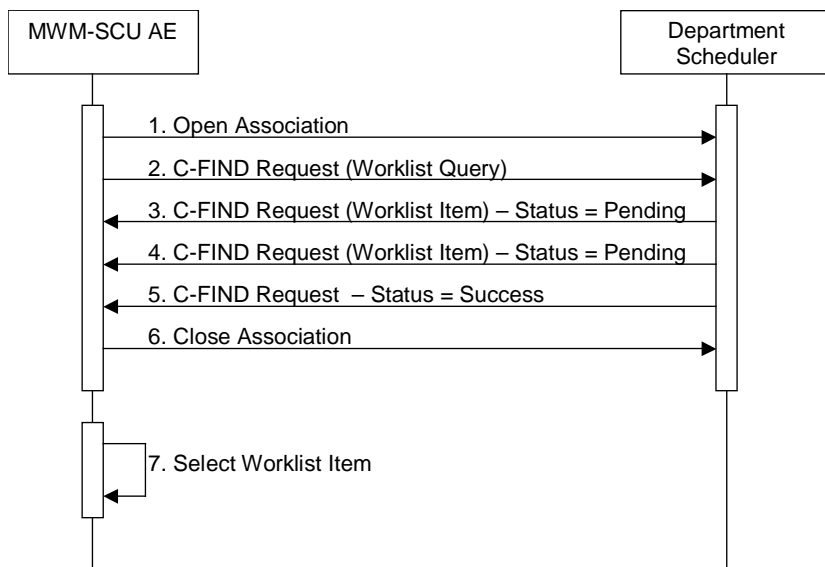 MWM-SCU AE
Department
Scheduler
1. Open Association
2. C-FIND Request (Worklist Query)
3. C-FIND Request (Worklist Item) – Status = Pending
4. C-FIND Request (Worklist Item) – Status = Pending
5. C-FIND Request  – Status = Success
6. Close Association
7. Select Worklist Item